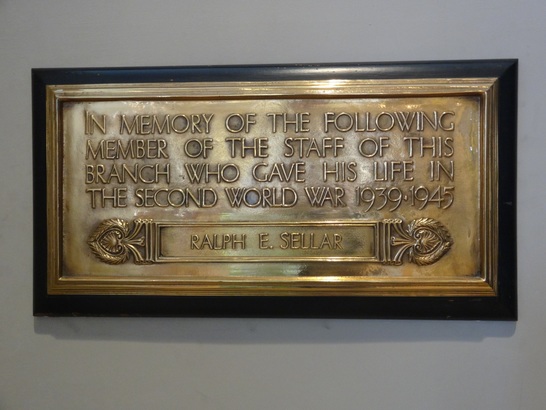 IN MEMORY OF THE FOLLOWING
MEMBER OF THE STAFF OF THIS
BRANCH WHO GAVE HIS LIFE IN
THE SECOND WORLD WAR 1939·1945
RALPH E. SELLAR